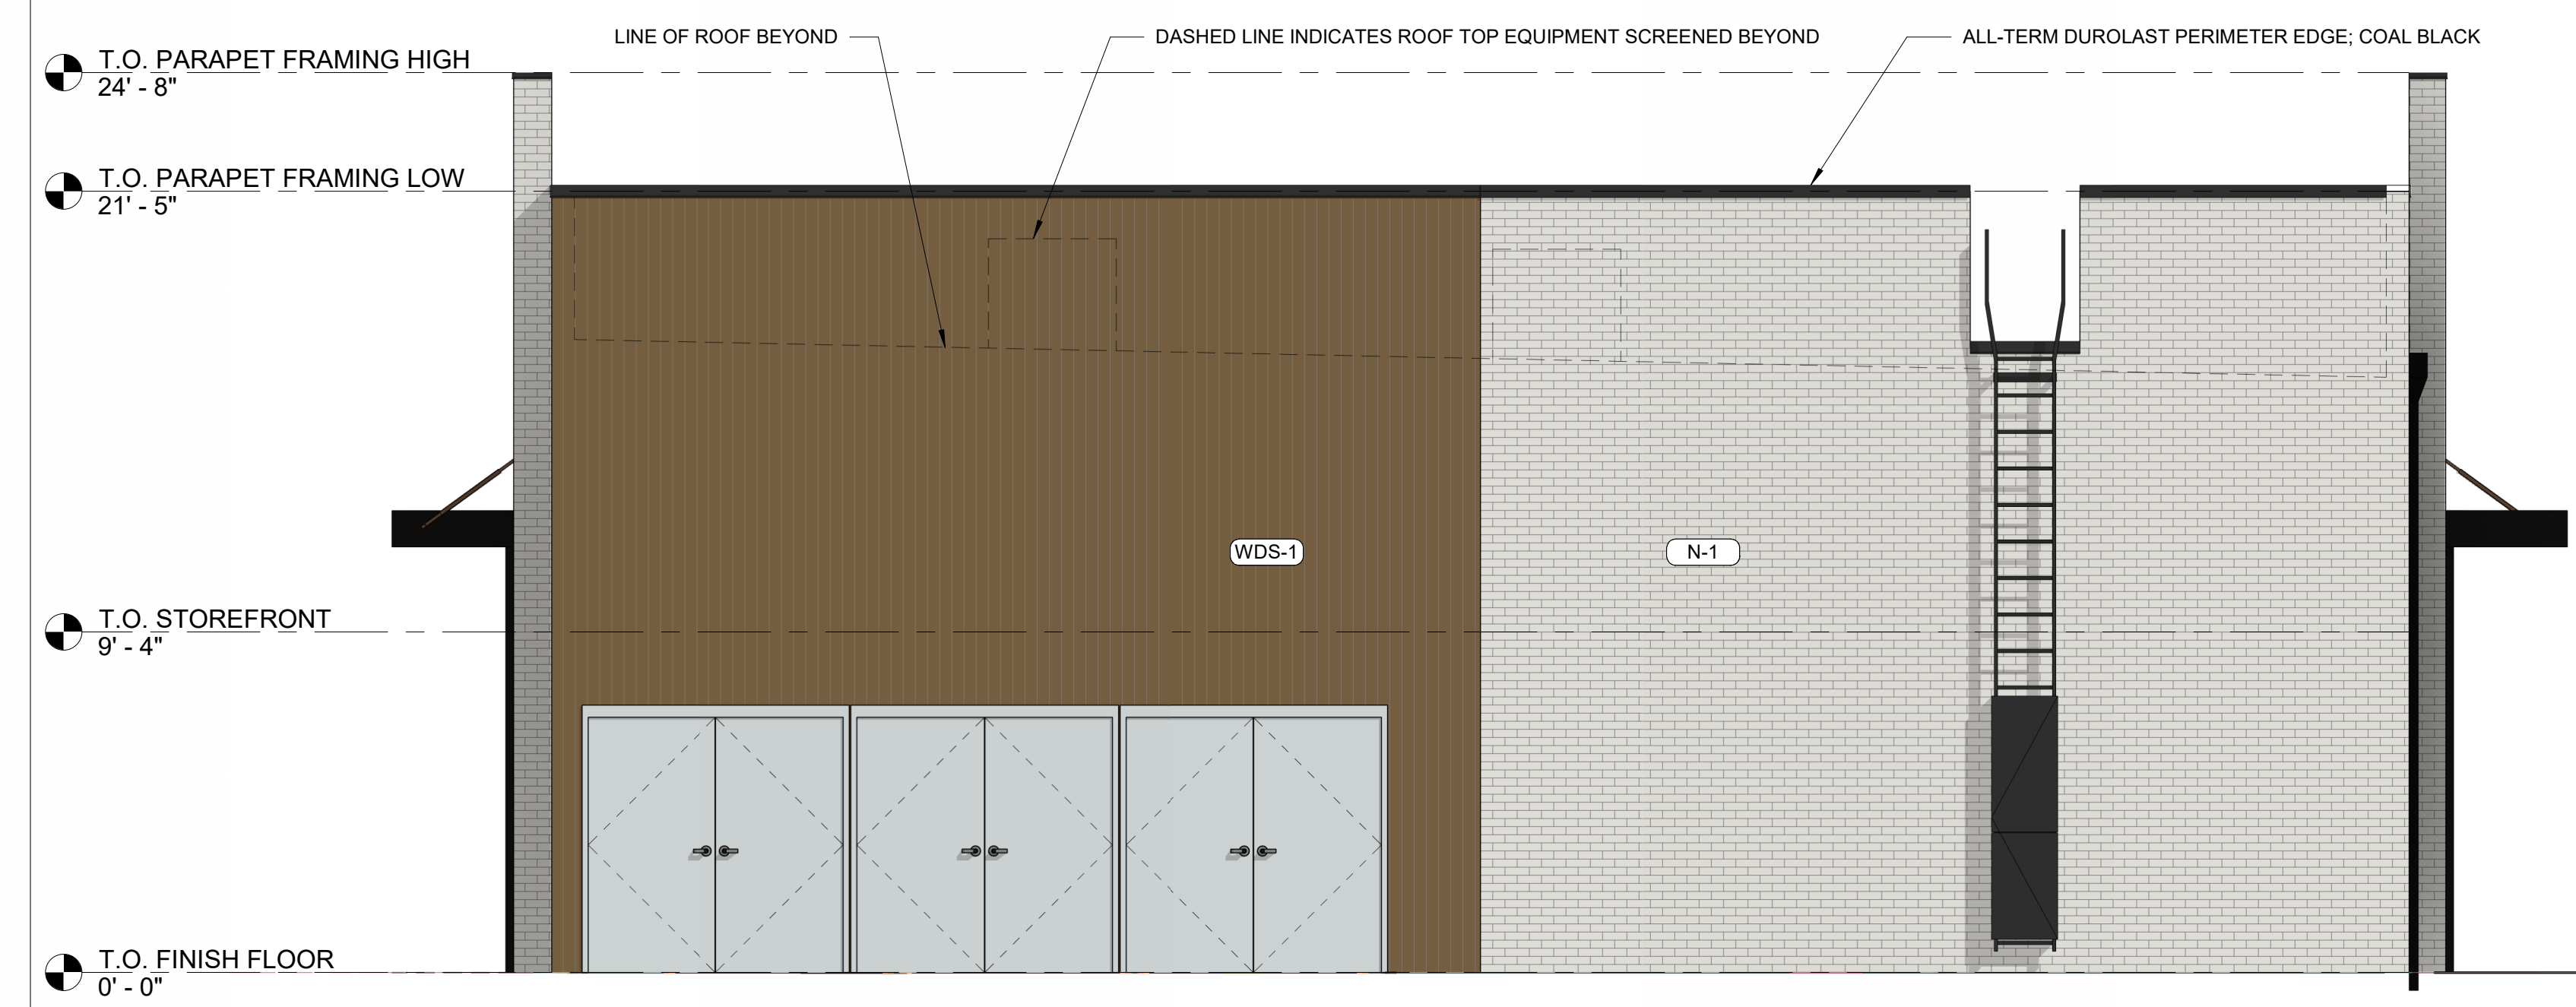 LINE OF ROOF BEYOND
DASHED LINE INDICATES ROOF TOP EQUIPMENT SCREENED BEYOND
ALL-TERM DUROLAST PERIMETER EDGE; COAL BLACK
T.O. PARAPET FRAMING HIGH
24' - 8"
T.O. PARAPET FRAMING LOW
21' - 5"
WDS-1
N-1
T.O. STOREFRONT
9' - 4"
T.O. FINISH FLOOR
0' - 0"